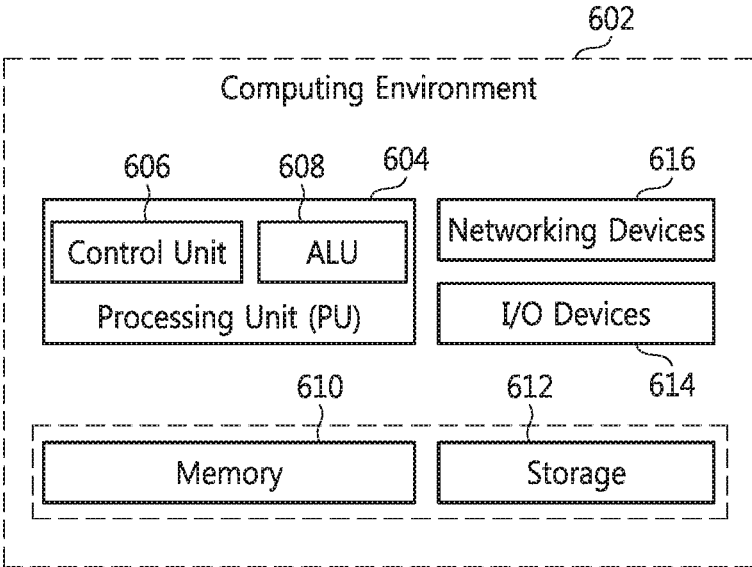 602
Computing Environment
606
608
604
616
Control Unit
ALU
Networking Devices
Processing Unit (PU)
I/O Devices
614
610
612
Memory
Storage